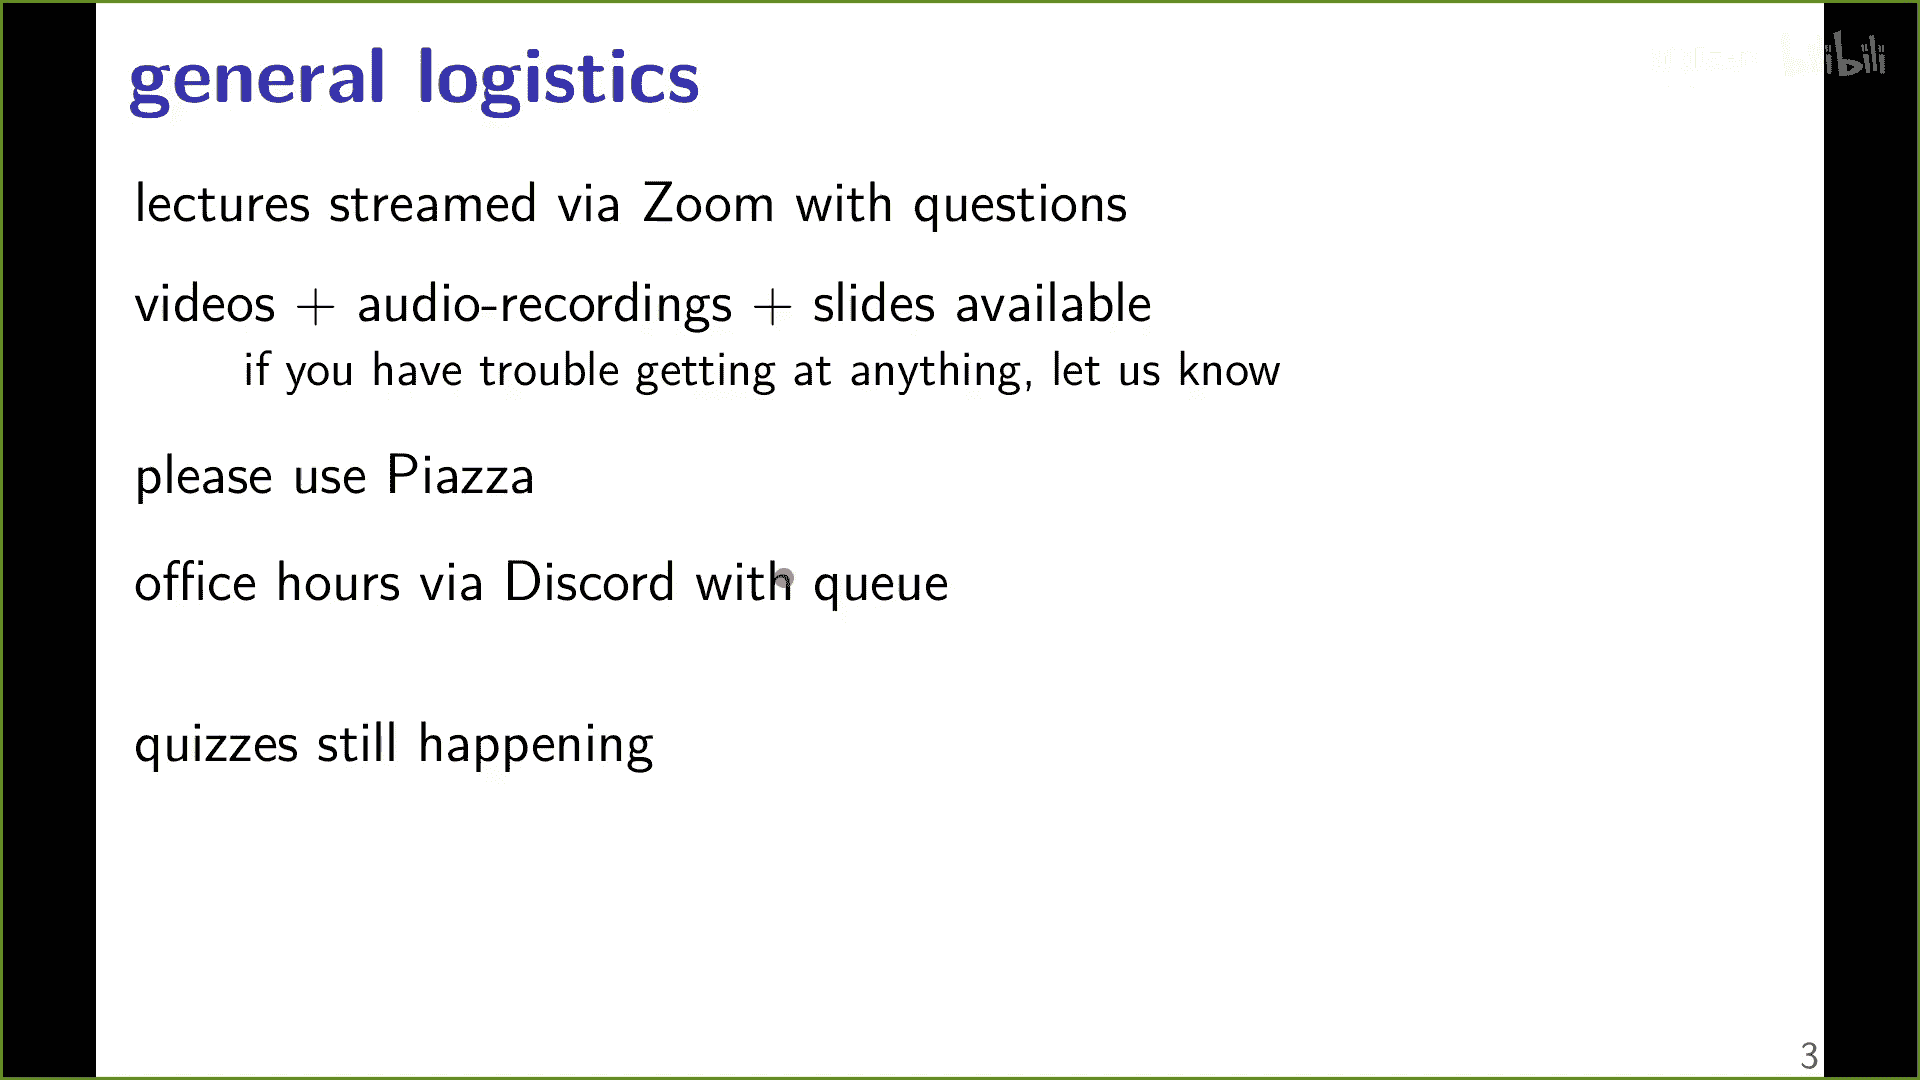 general logistics
lectures streamed via Zoom with questions
videos + audio-recordings + slides available
if you have trouble getting at anything, let us know
please use Piazza
office hours via Discord with queue
quizzes still happening
3